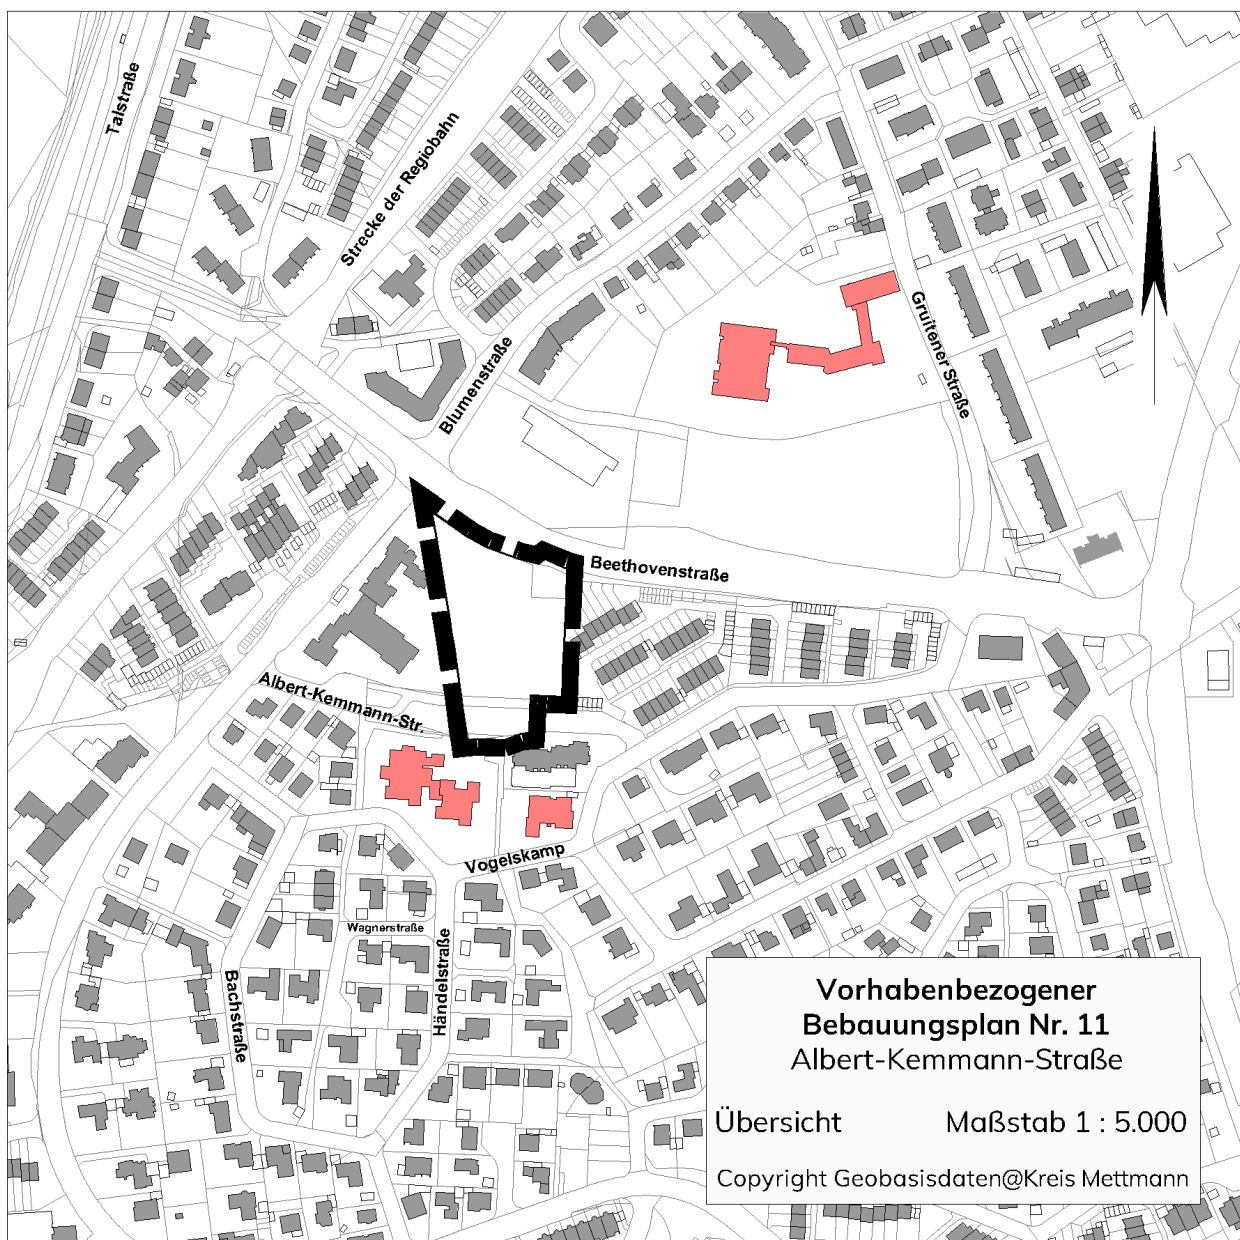 Talstraße
Strecke der Regiobahn
Blumenstraße
Gruitener Straße
Beethovenstraße
Albert-Kemmann-Str.
Vogelskamp
Wagnerstraße
Händelstraße
Bachstraße
Vorhabenbezogener
Bebauungsplan Nr. 11
Albert-Kemmann-Straße
Übersicht Maßstab 1 : 5.000
Copyright Geobasisdaten@Kreis Mettmann